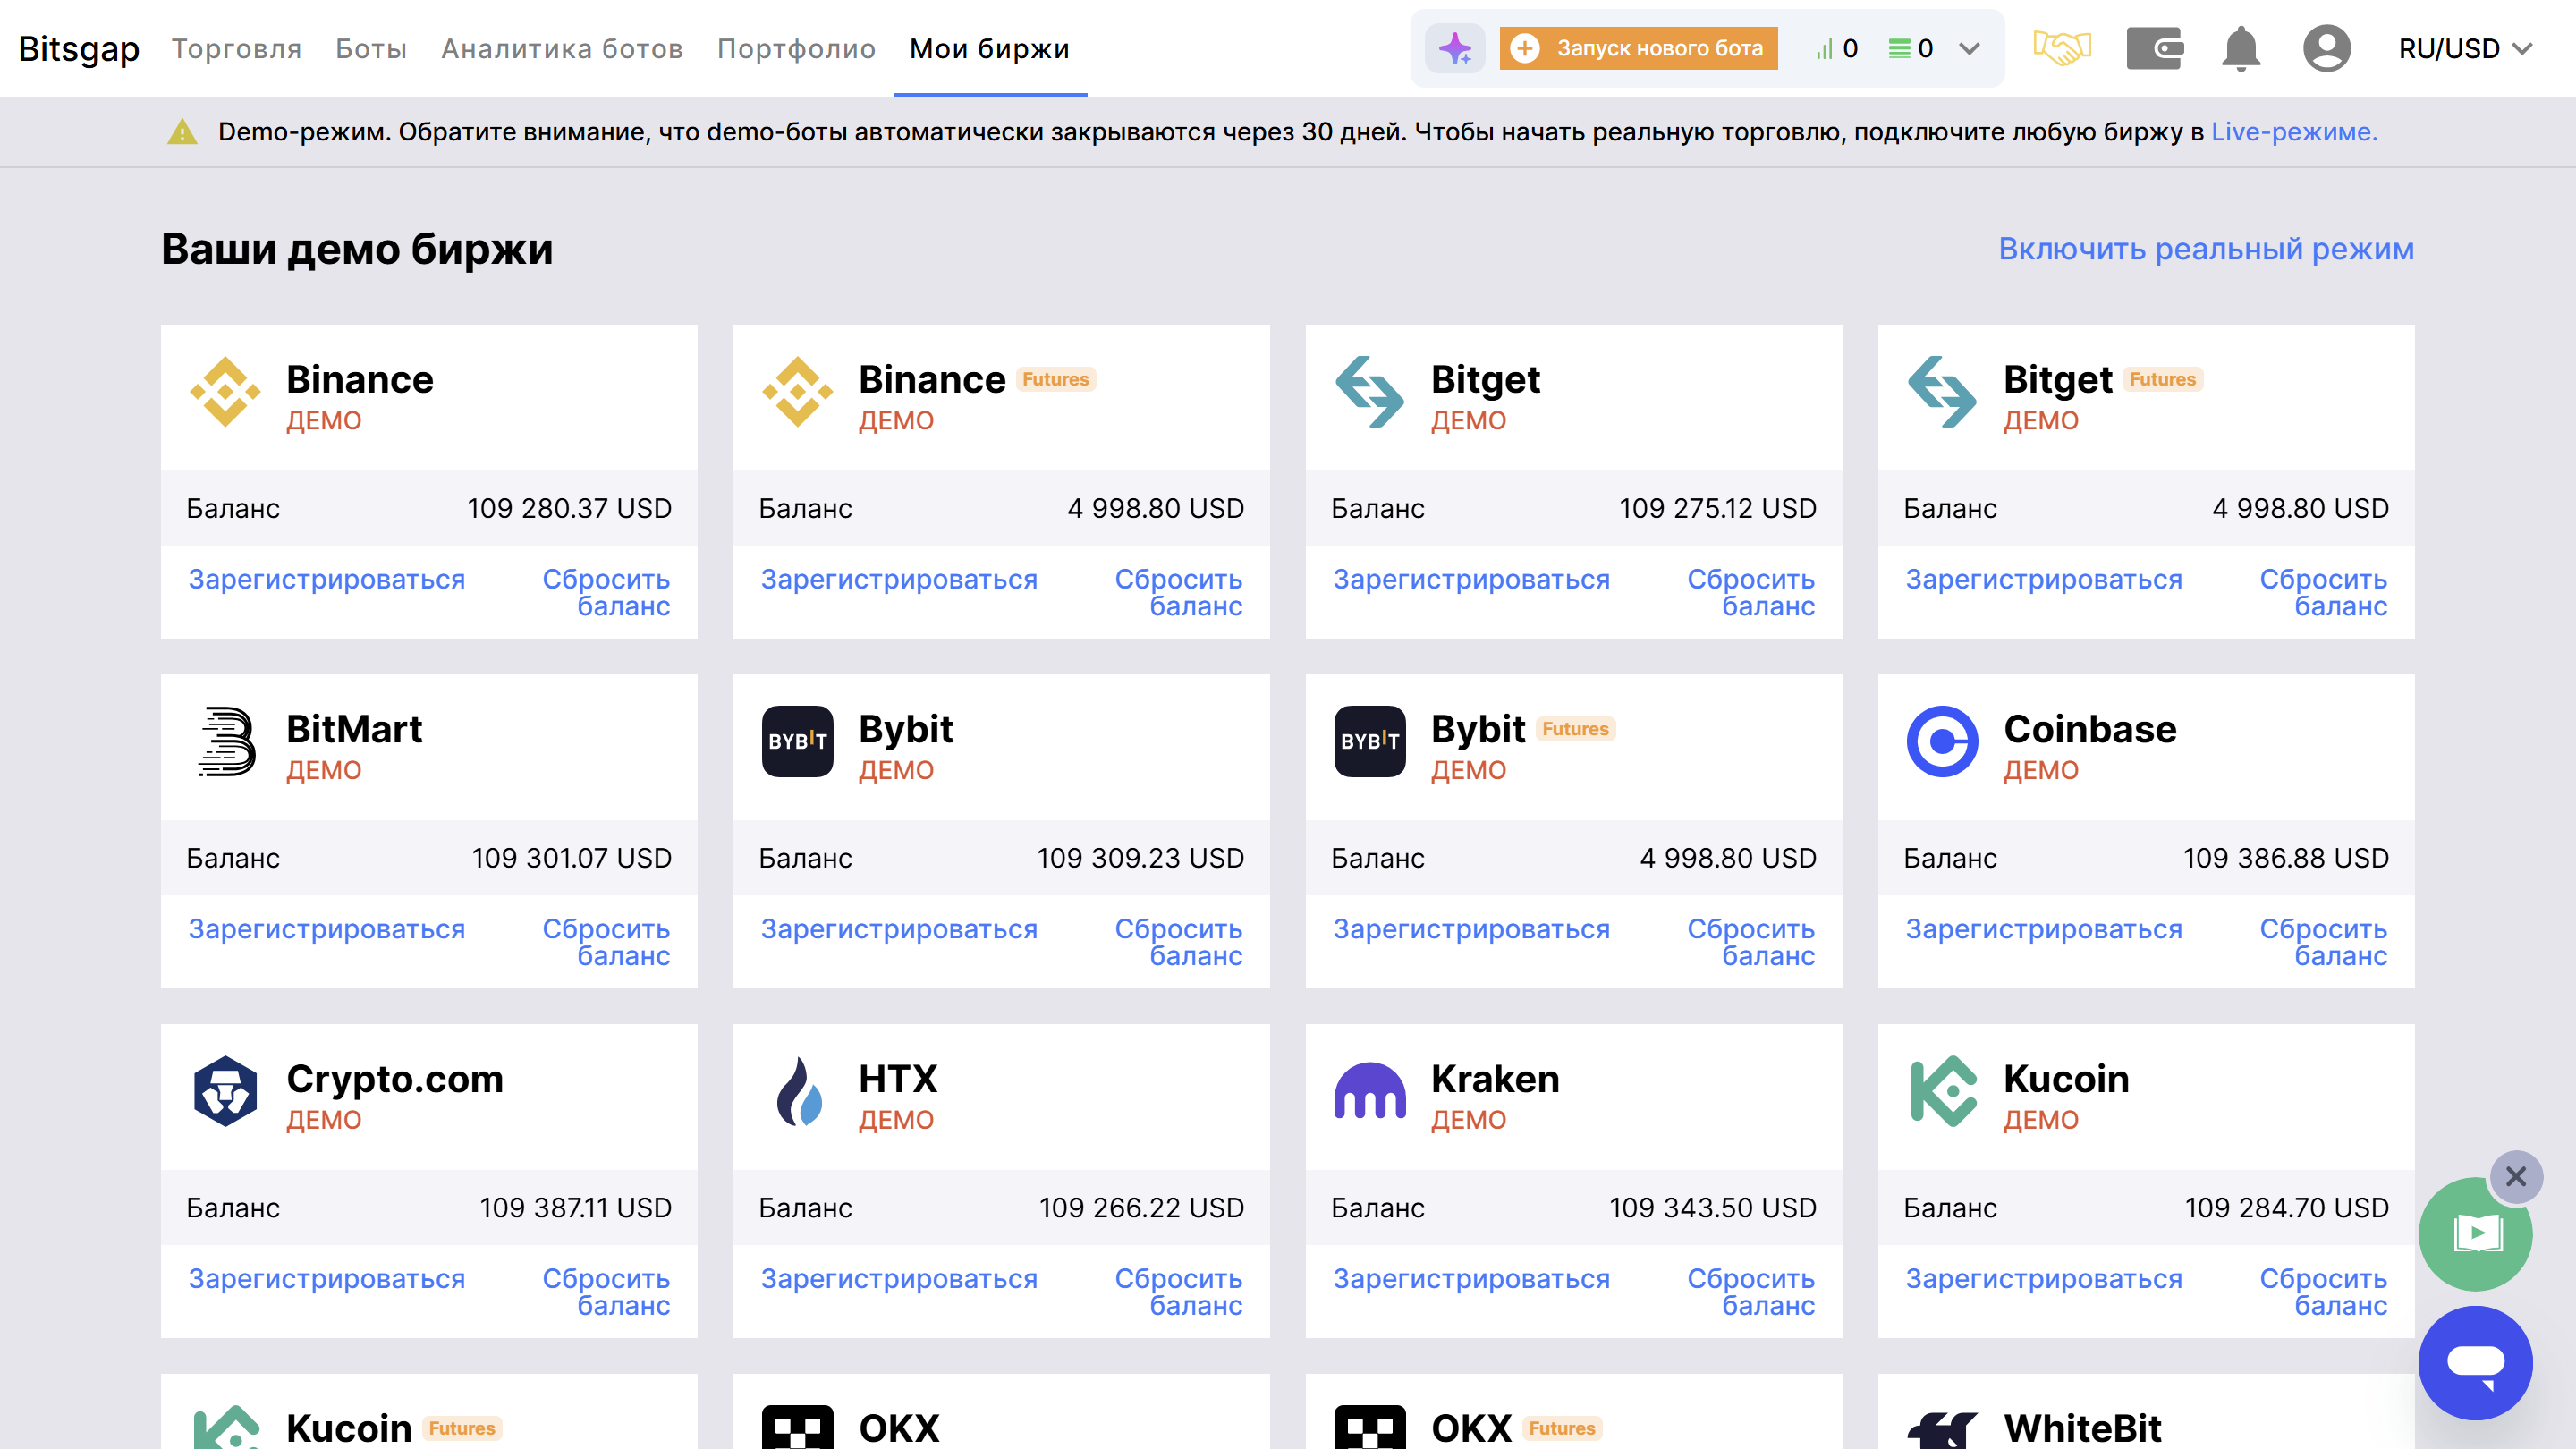 Bitsgap Торговля Боты Аналитика ботов Портфолио Мои биржи Запуск нового бота 0 0 RU/USD
Demo-режим. Обратите внимание, что demo-боты автоматически закрываются через 30 дней. Чтобы начать реальную торговлю, подключите любую биржу в Live-режиме.
Ваши демо биржи Включить реальный режим
Binance
ДЕМО
Баланс 109 280.37 USD
Зарегистрироваться Сбросить
баланс
Binance Futures
ДЕМО
Баланс 4 998.80 USD
Зарегистрироваться Сбросить
баланс
Bitget
ДЕМО
Баланс 109 275.12 USD
Зарегистрироваться Сбросить
баланс
Bitget Futures
ДЕМО
Баланс 4 998.80 USD
Зарегистрироваться Сбросить
баланс
BitMart
ДЕМО
Баланс 109 301.07 USD
Зарегистрироваться Сбросить
баланс
BYBIT
Bybit
ДЕМО
Баланс 109 309.23 USD
Зарегистрироваться Сбросить
баланс
BYBIT
Bybit Futures
ДЕМО
Баланс 4 998.80 USD
Зарегистрироваться Сбросить
баланс
Coinbase
ДЕМО
Баланс 109 386.88 USD
Зарегистрироваться Сбросить
баланс
Crypto.com
ДЕМО
Баланс 109 387.11 USD
Зарегистрироваться Сбросить
баланс
HTX
ДЕМО
Баланс 109 266.22 USD
Зарегистрироваться Сбросить
баланс
Kraken
ДЕМО
Баланс 109 343.50 USD
Зарегистрироваться Сбросить
баланс
Kucoin
ДЕМО
Баланс 109 284.70 USD
Зарегистрироваться Сбросить
баланс
Kucoin Futures
OKX
OKX Futures
WhiteBit